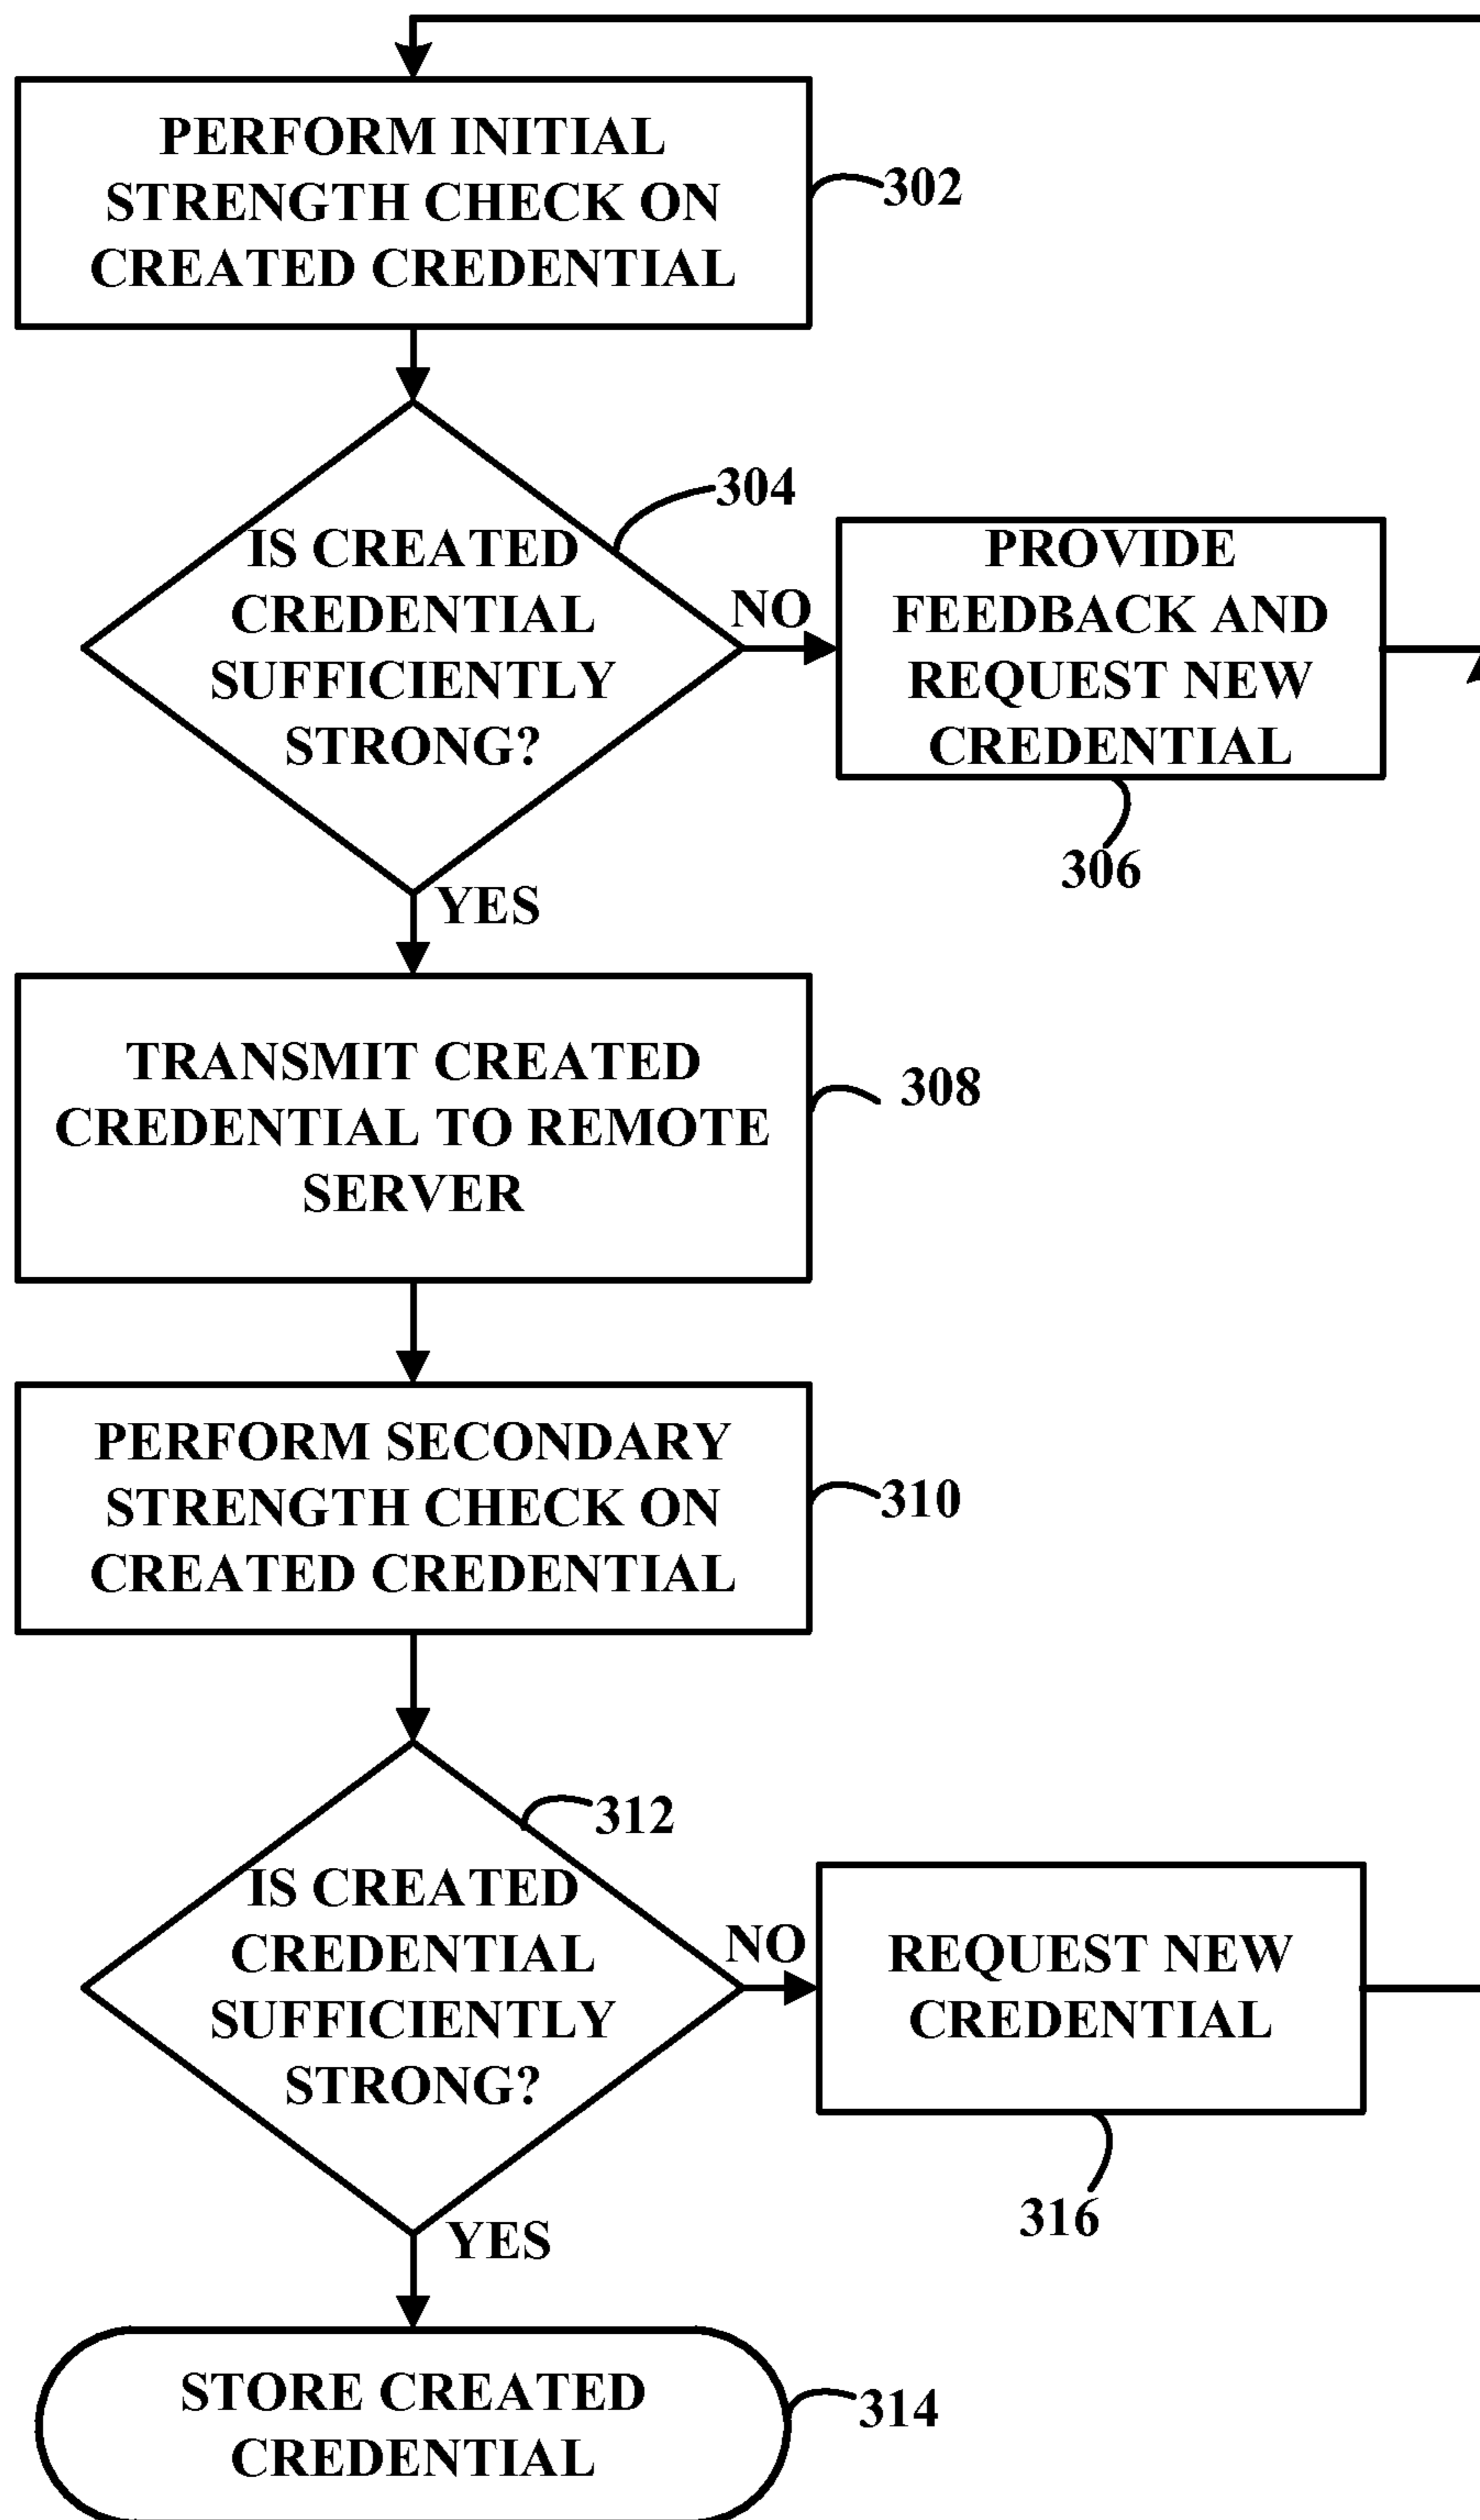 PERFORM INITIAL
STRENGTH CHECK ON
CREATED CREDENTIAL
302
IS CREATED
CREDENTIAL
SUFFICIENTLY
STRONG?
304
NO
PROVIDE
FEEDBACK AND
REQUEST NEW
CREDENTIAL
306
YES
TRANSMIT CREATED
CREDENTIAL TO REMOTE
SERVER
308
PERFORM SECONDARY
STRENGTH CHECK ON
CREATED CREDENTIAL
310
IS CREATED
CREDENTIAL
SUFFICIENTLY
STRONG?
312
NO
REQUEST NEW
CREDENTIAL
316
YES
STORE CREATED
CREDENTIAL
314